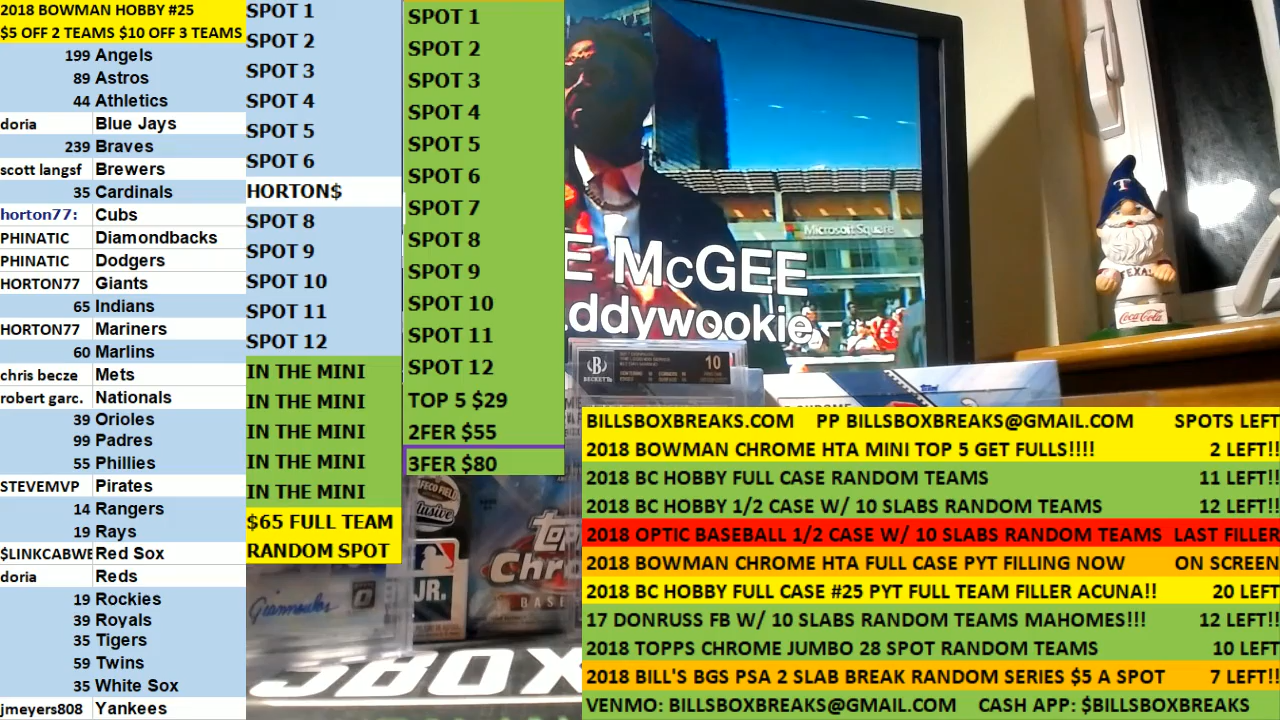 2018 BOWMAN HOBBY #25
$5 OFF 2 TEAMS $10 OFF 3 TEAMS
199 Angels
89 Astros
44 Athletics
doria Blue Jays
239 Braves
scott langsf Brewers
35 Cardinals
horton77: Cubs
PHINATIC Diamondbacks
PHINATIC Dodgers
HORTON77 Giants
65 Indians
HORTON77 Mariners
60 Marlins
chris becze Mets
robert garc. Nationals
39 Orioles
99 Padres
55 Phillies
STEVEMVP Pirates
14 Rangers
19 Rays
$LINKCABWE Red Sox
doria Reds
19 Rockies
39 Royals
35 Tigers
59 Twins
35 White Sox
jmeyers808 Yankees
SPOT 1
SPOT 2
SPOT 3
SPOT 4
SPOT 5
SPOT 6
HORTON$
SPOT 8
SPOT 9
SPOT 10
SPOT 11
SPOT 12
IN THE MINI
IN THE MINI
IN THE MINI
IN THE MINI
IN THE MINI
$65 FULL TEAM
RANDOM SPOT
SPOT 1
SPOT 2
SPOT 3
SPOT 4
SPOT 5
SPOT 6
SPOT 7
SPOT 8
SPOT 9
SPOT 10
SPOT 11
SPOT 12
TOP 5 $29
2FER $55
3FER $80
Microsoft Square
E McGEE
addywookie
TEXAS
Coca-Cola
BECKETT
10
topps
CHROME
BILLSBOXBREAKS.COM PP BILLSBOXBREAKS@GMAIL.COM SPOTS LEFT
2018 BOWMAN CHROME HTA MINI TOP 5 GET FULLS!!!! 2 LEFT!!
2018 BC HOBBY FULL CASE RANDOM TEAMS 11 LEFT!!
2018 BC HOBBY 1/2 CASE W/ 10 SLABS RANDOM TEAMS 12 LEFT!!
2018 OPTIC BASEBALL 1/2 CASE W/ 10 SLABS RANDOM TEAMS LAST FILLER
2018 BOWMAN CHROME HTA FULL CASE PYT FILLING NOW ON SCREEN
2018 BC HOBBY FULL CASE #25 PYT FULL TEAM FILLER ACUNA!! 20 LEFT
17 DONRUSS FB W/ 10 SLABS RANDOM TEAMS MAHOMES!!! 12 LEFT!!
2018 TOPPS CHROME JUMBO 28 SPOT RANDOM TEAMS 10 LEFT
2018 BILL'S BGS PSA 2 SLAB BREAK RANDOM SERIES $5 A SPOT 7 LEFT!!
VENMO: BILLSBOXBREAKS@GMAIL.COM CASH APP: $BILLSBOXBREAKS
JR.
Topps
Chro
BASE
SBOX